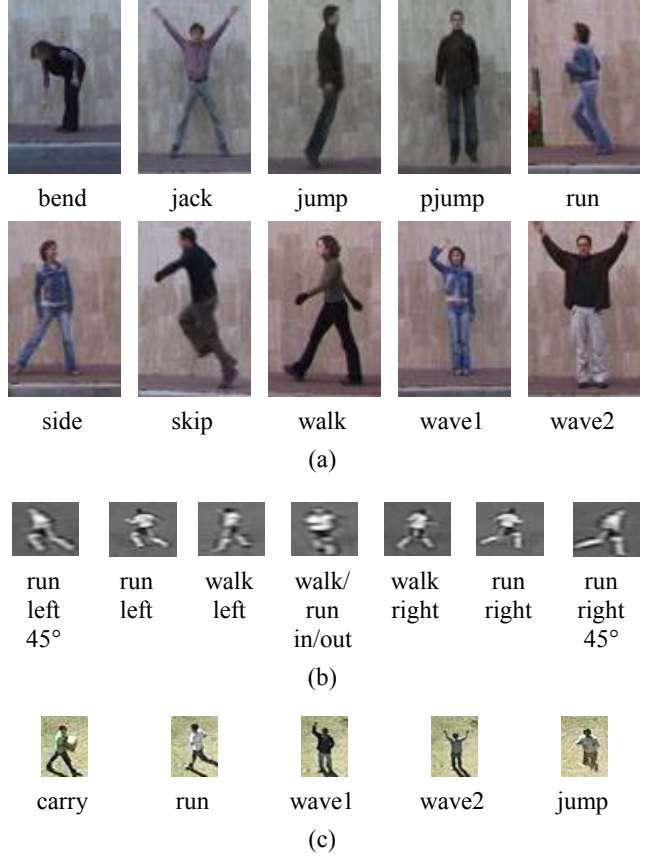 bend jack jump pjump run
side skip walk wave1 wave2
(a)
run run walk walk/ walk run run
left left left run right right right
45° in/out 45°
(b)
carry run wave1 wave2 jump
(c)